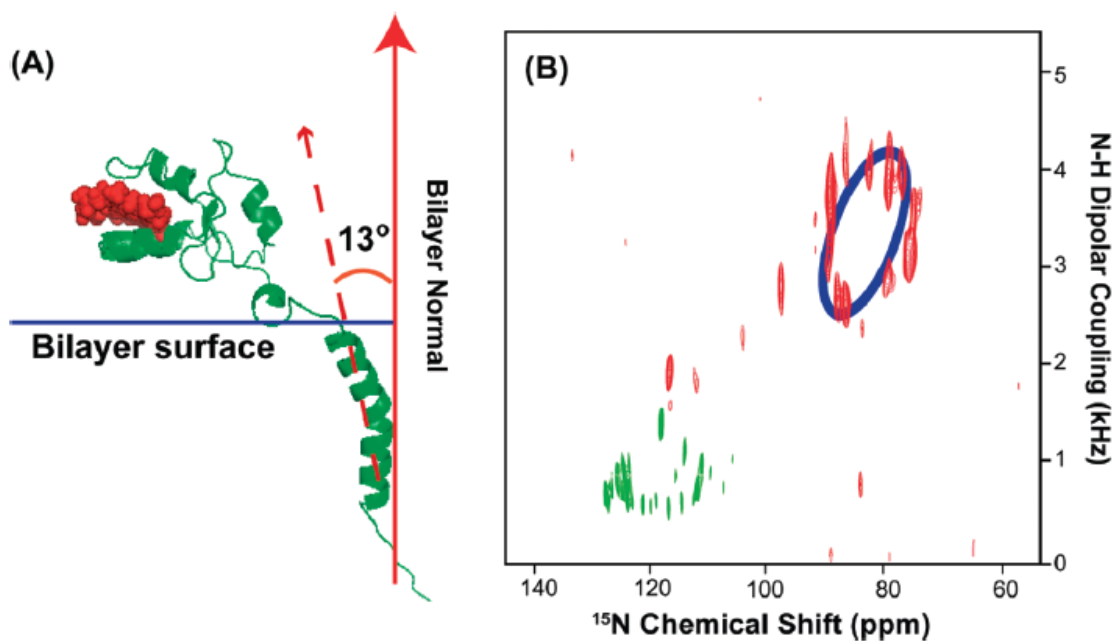 (A)
13°
Bilayer Normal
Bilayer surface
(B)
5
4
3
2
1
0
N-H Dipolar Coupling (kHz)
140 120 100 80 60
¹⁵N Chemical Shift (ppm)